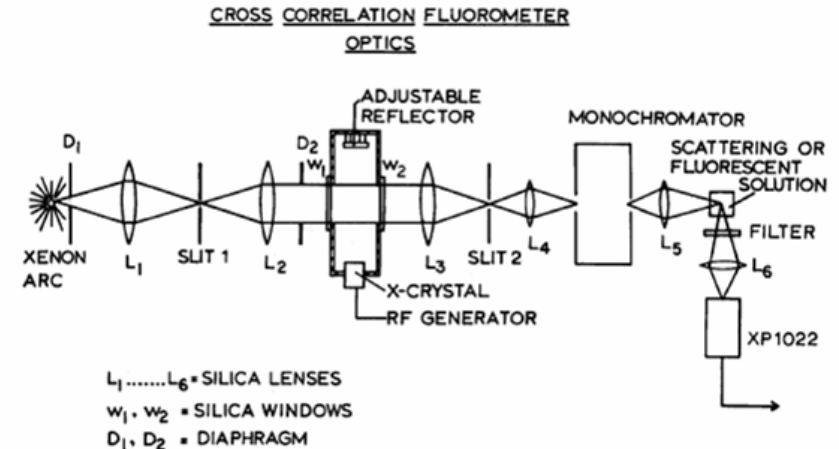 CROSS CORRELATION FLUOROMETER
OPTICS
ADJUSTABLE
REFLECTOR
MONOCHROMATOR
SCATTERING OR
FLUORESCENT
SOLUTION
D1
D2
W1
W2
FILTER
XENON
ARC
L1
SLIT 1
L2
L3
SLIT 2
L4
L5
L6
X-CRYSTAL
RF GENERATOR
XP1022
L1.......L6 = SILICA LENSES
W1, W2 = SILICA WINDOWS
D1, D2 = DIAPHRAGM